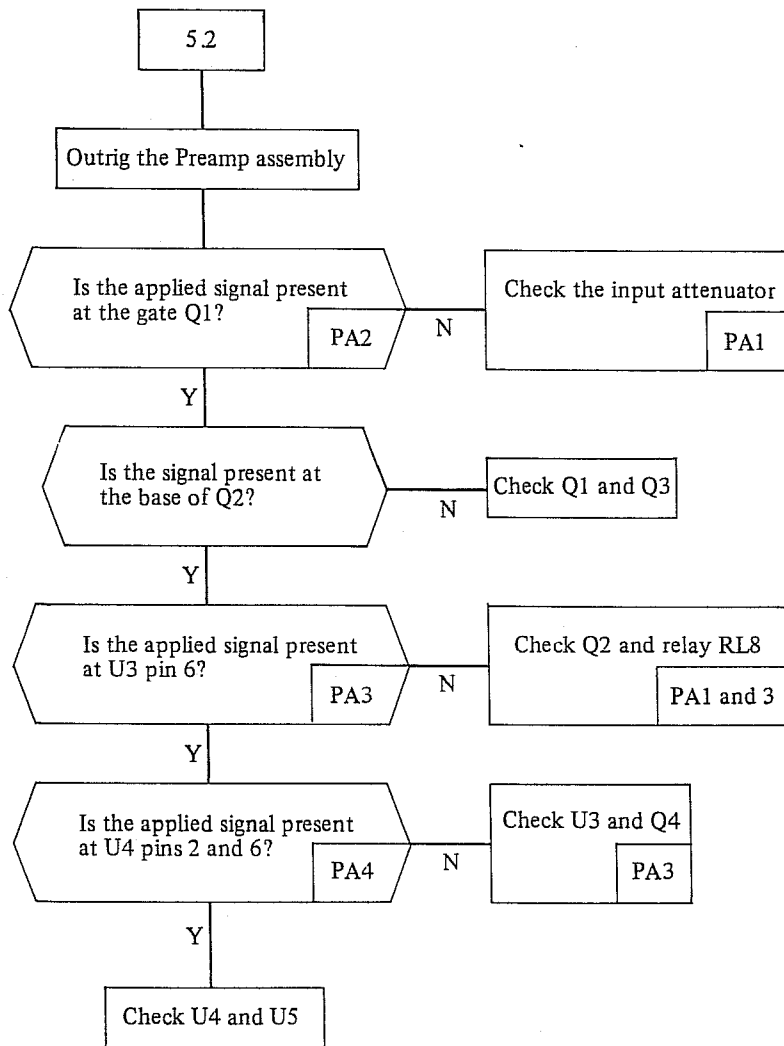 5.2
Outrig the Preamp assembly
Is the applied signal present
at the gate Q1?
PA2
N
Check the input attenuator
PA1
Y
Is the signal present at
the base of Q2?
N
Check Q1 and Q3
Y
Is the applied signal present
at U3 pin 6?
PA3
N
Check Q2 and relay RL8
PA1 and 3
Y
Is the applied signal present
at U4 pins 2 and 6?
PA4
N
Check U3 and Q4
PA3
Y
Check U4 and U5